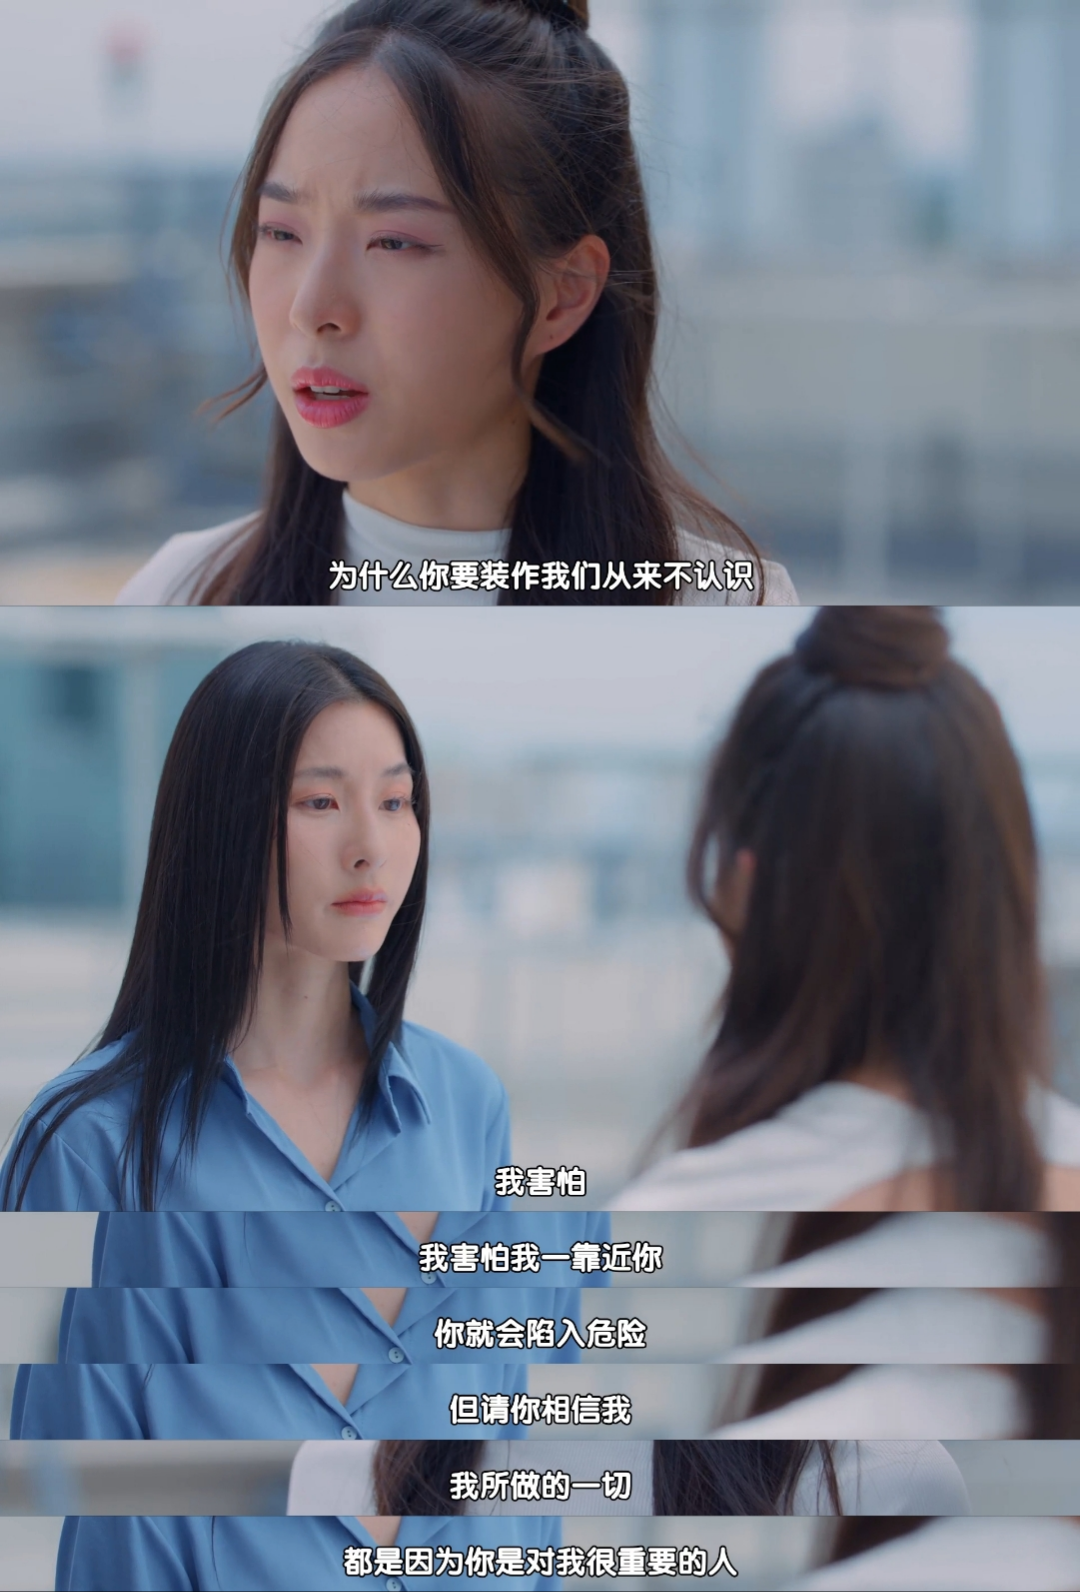 为什么你要装作我们从来不认识
我害怕
我害怕我一靠近你
你就会陷入危险
但请你相信我
我所做的一切
都是因为你是对我很重要的人